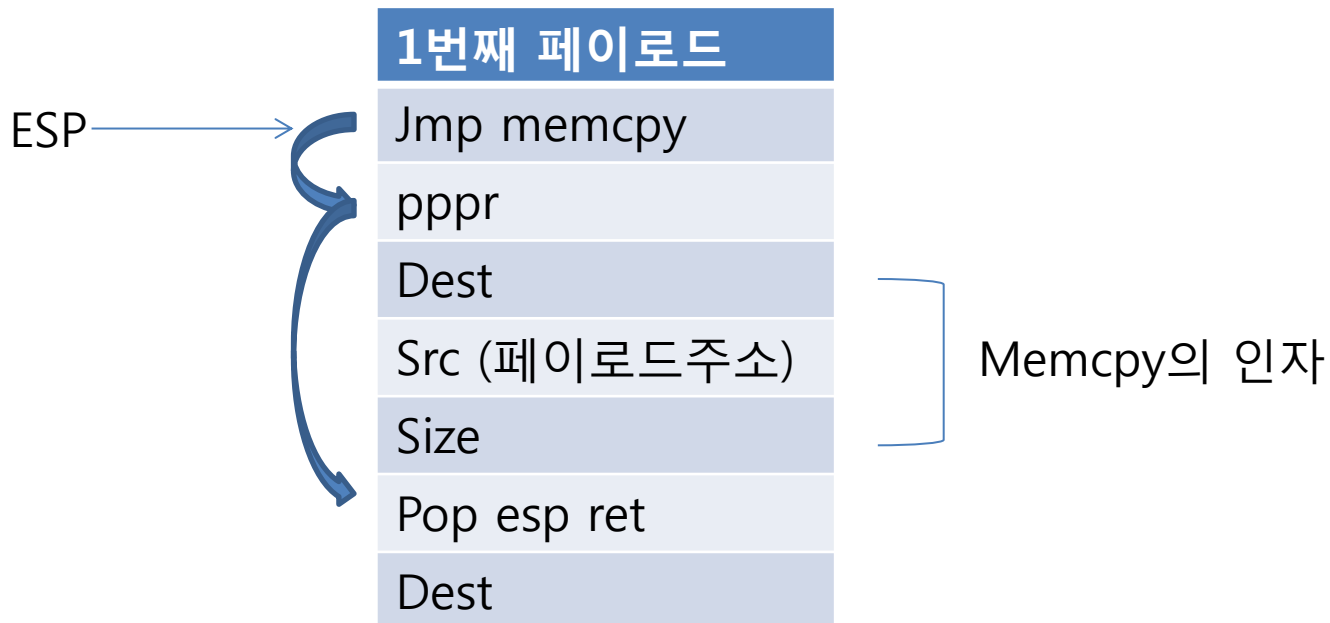 1번째 페이로드
ESP
Jmp memcpy
pppr
Dest
Src (페이로드주소)
Memcpy의 인자
Size
Pop esp ret
Dest